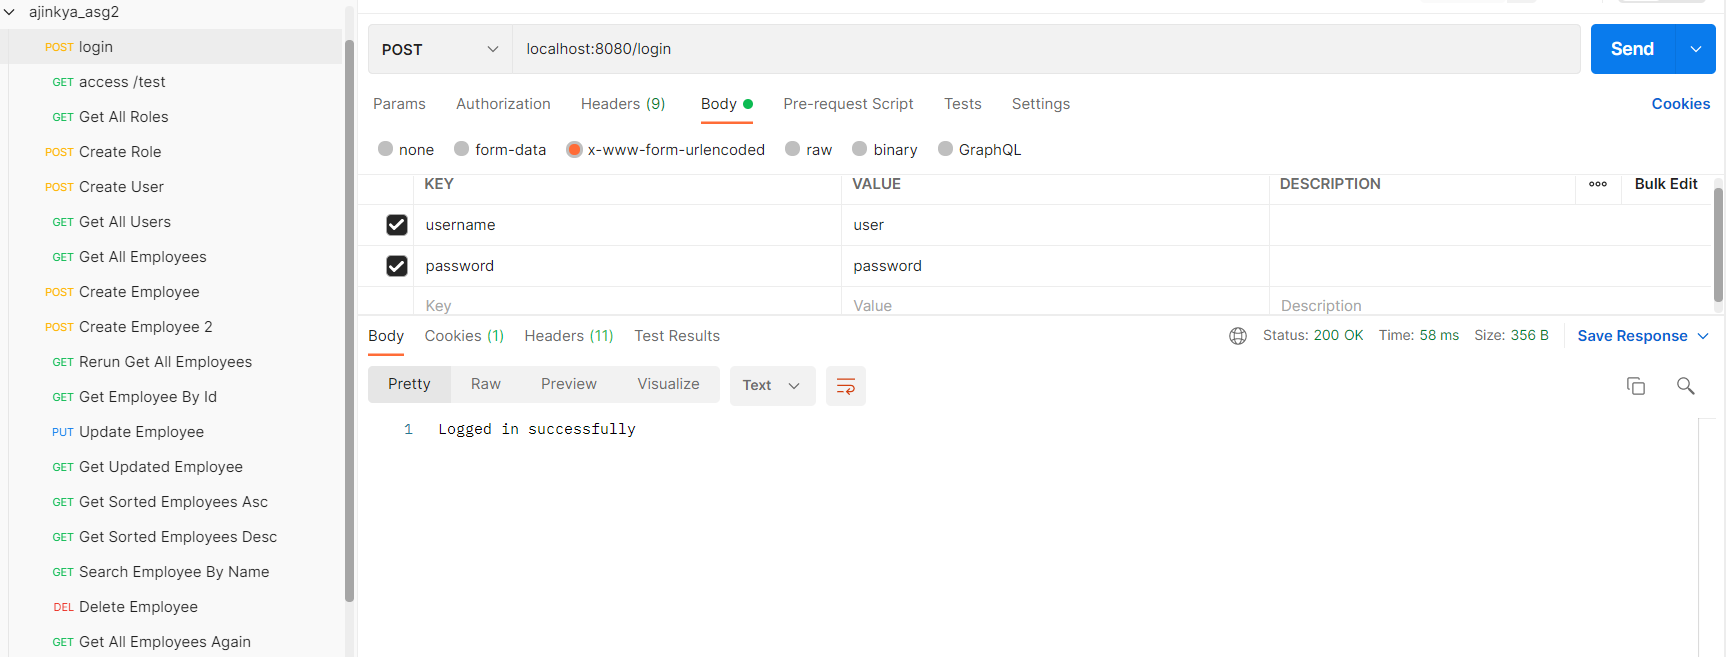 ajinkya_asg2
POST login
GET access /test
GET Get All Roles
POST Create Role
POST Create User
GET Get All Users
GET Get All Employees
POST Create Employee
POST Create Employee 2
GET Rerun Get All Employees
GET Get Employee By Id
PUT Update Employee
GET Get Updated Employee
GET Get Sorted Employees Asc
GET Get Sorted Employees Desc
GET Search Employee By Name
DEL Delete Employee
GET Get All Employees Again
POST localhost:8080/login Send
Params Authorization Headers (9) Body Pre-request Script Tests Settings Cookies
none form-data x-www-form-urlencoded raw binary GraphQL
KEY VALUE DESCRIPTION Bulk Edit
username user
password password
Key Value Description
Body Cookies (1) Headers (11) Test Results Status: 200 OK Time: 58 ms Size: 356 B Save Response
Pretty Raw Preview Visualize Text
1 Logged in successfully